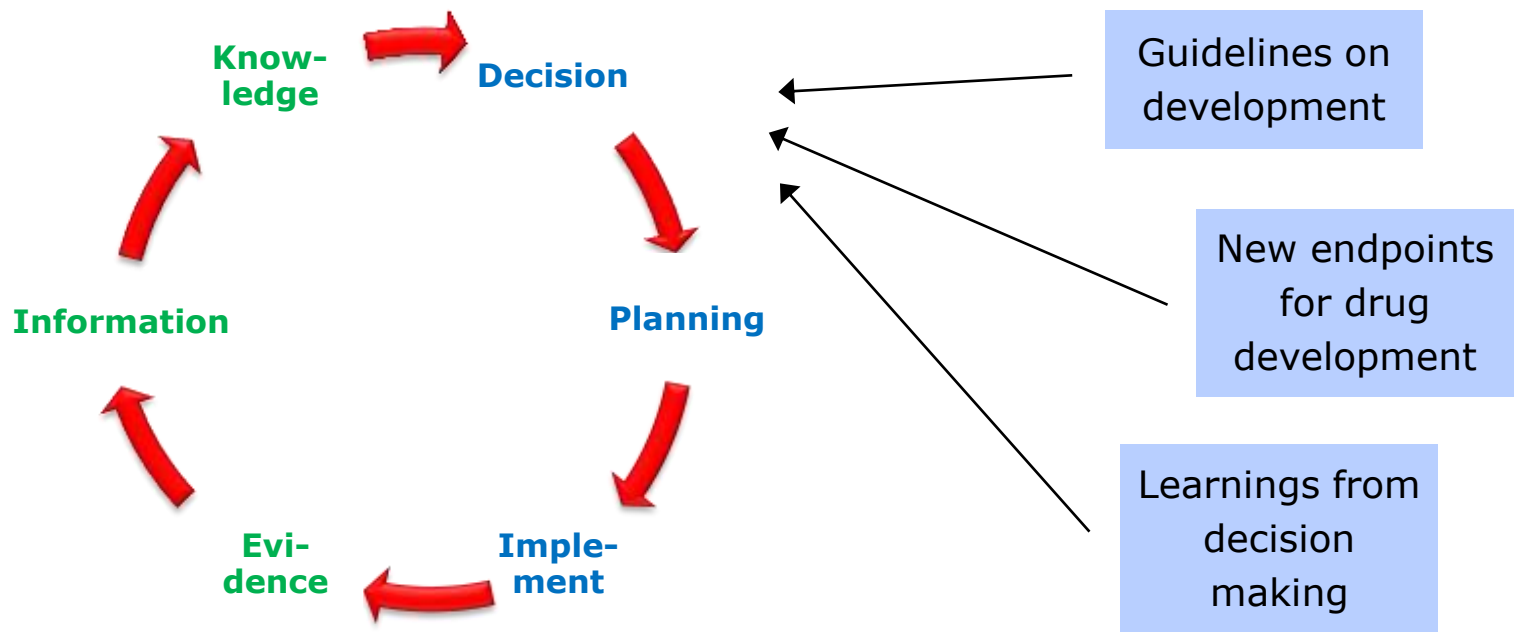 Know-
ledge
Decision
Planning
Imple-
ment
Evi-
dence
Information
Guidelines on
development
New endpoints
for drug
development
Learnings from
decision
making